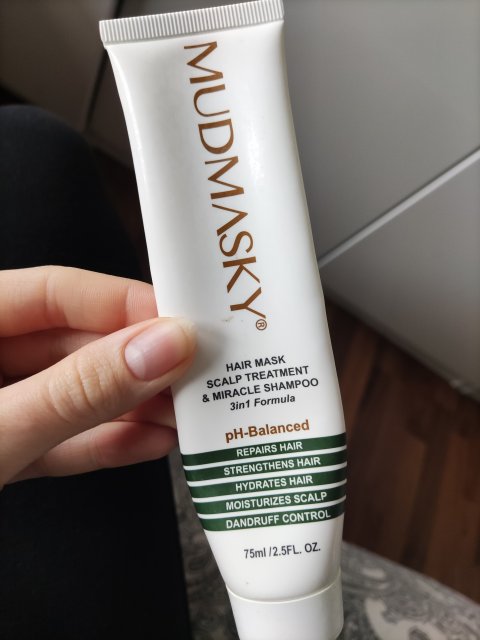 MUDMASKY®
HAIR MASK
SCALP TREATMENT
& MIRACLE SHAMPOO
3in1 Formula
pH-Balanced
REPAIRS HAIR
STRENGTHENS HAIR
HYDRATES HAIR
MOISTURIZES SCALP
DANDRUFF CONTROL
75ml /2.5FL. OZ.